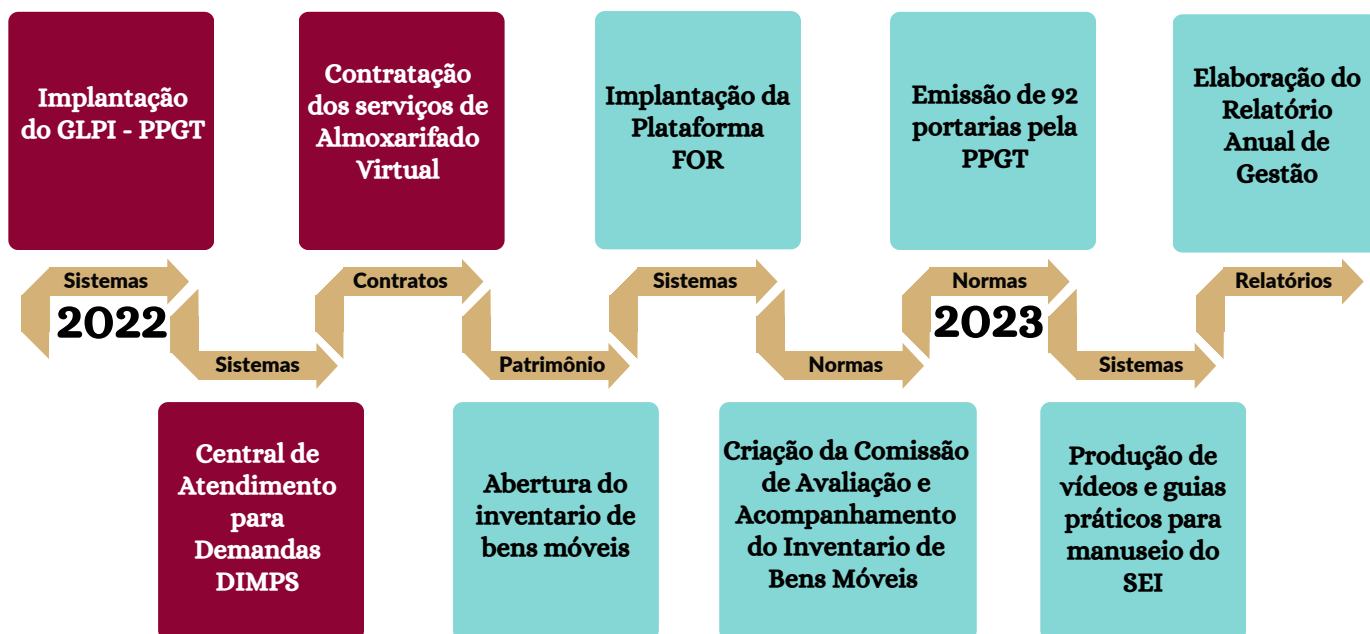 Implantação
do GLPI - PPGT
Contratação
dos serviços de
Almoxarifado
Virtual
Implantação da
Plataforma
FOR
Emissão de 92
portarias pela
PPGT
Elaboração do
Relatório
Anual de
Gestão
Sistemas
Contratos
Sistemas
Normas
Relatórios
2022
2023
Sistemas
Patrimônio
Normas
Sistemas
Central de
Atendimento
para
Demandas
DIMPS
Abertura do
inventario de
bens móveis
Criação da Comissão
de Avaliação e
Acompanhamento
do Inventario de
Bens Móveis
Produção de
vídeos e guias
práticos para
manuseio do
SEI